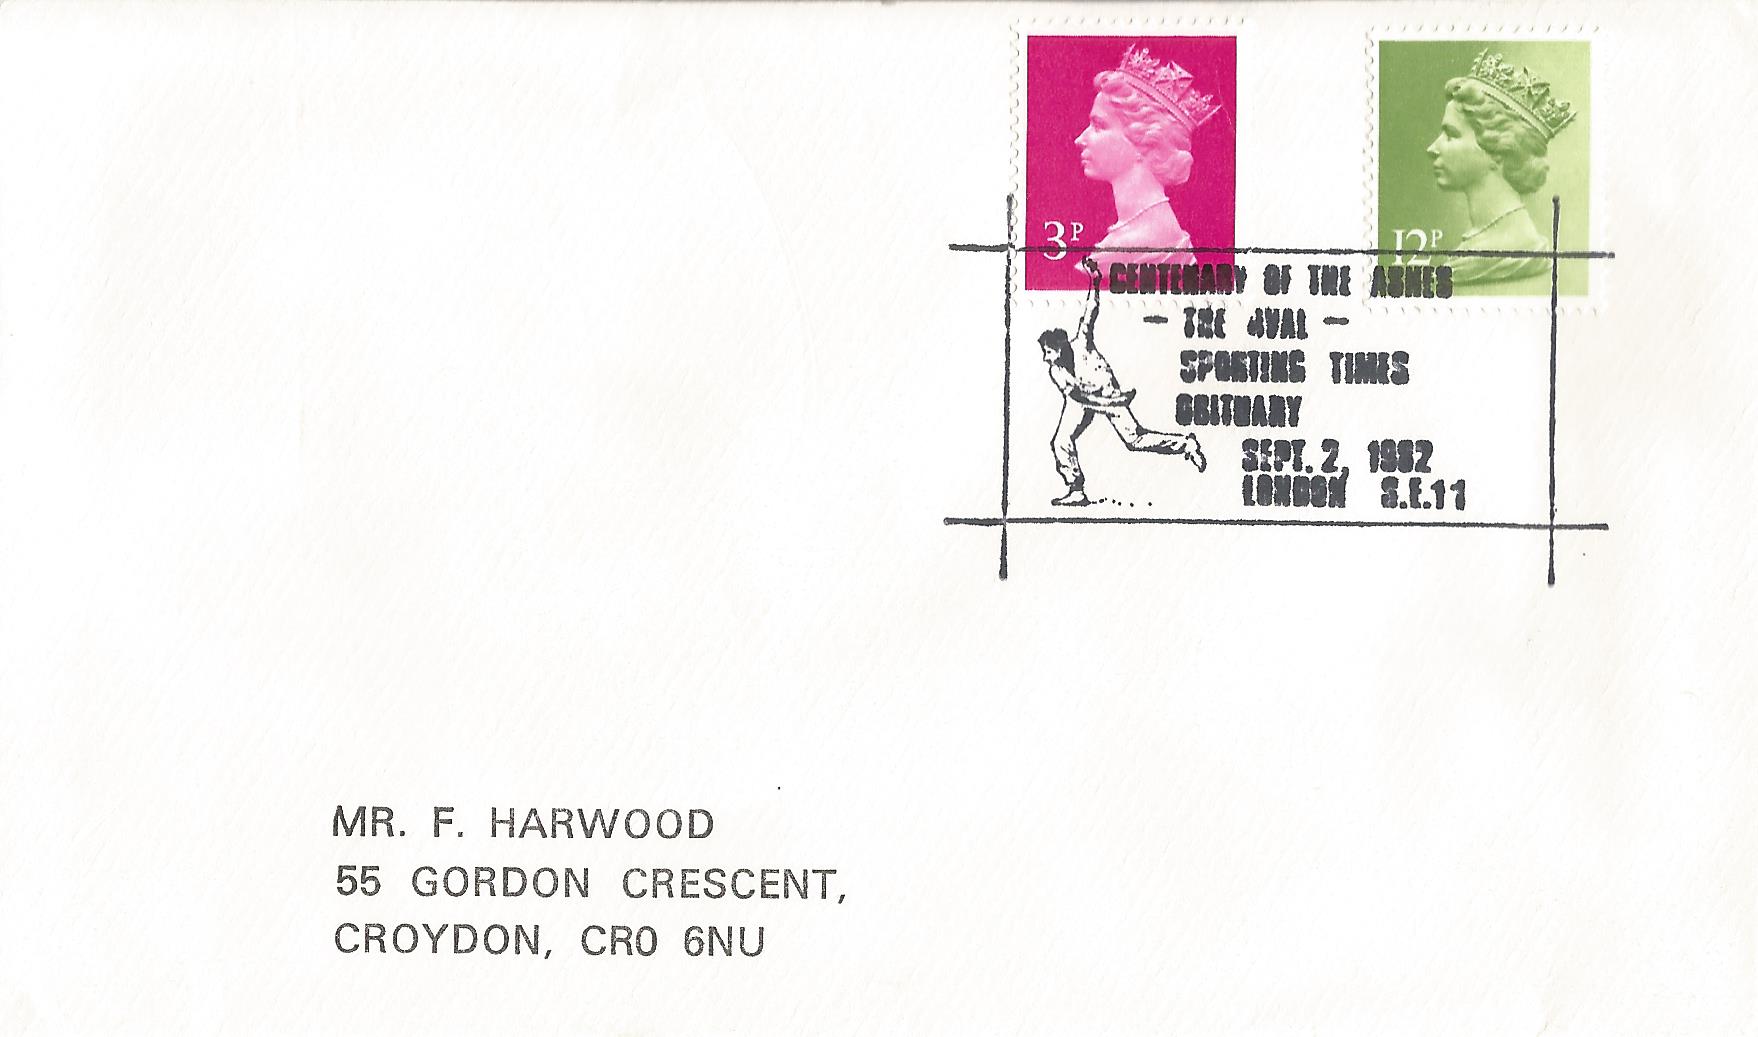 3P
12P
CENTENARY OF THE ASHES
- THE OVAL -
SPORTING TIMES
OBITUARY
SEPT. 2, 1982
LONDON S.E.11
MR. F. HARWOOD
55 GORDON CRESCENT,
CROYDON, CR0 6NU